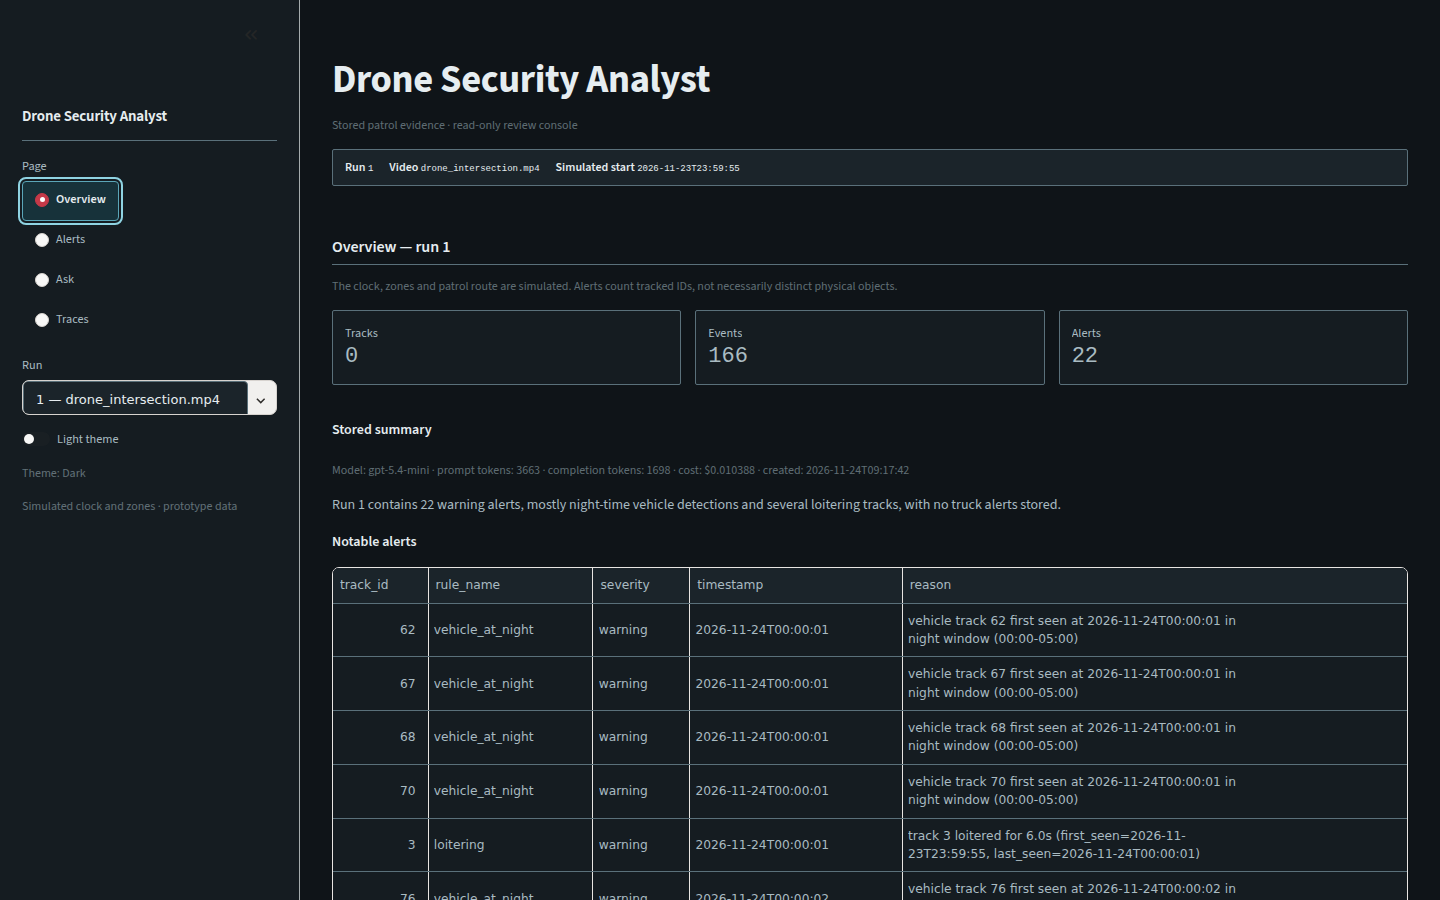 Drone Security Analyst
Page
Overview
Alerts
Ask
Traces
Run
1 — drone_intersection.mp4
Light theme
Theme: Dark
Simulated clock and zones · prototype data
Drone Security Analyst
Stored patrol evidence · read-only review console
Run 1 Video drone_intersection.mp4 Simulated start 2026-11-23T23:59:55
Overview — run 1
The clock, zones and patrol route are simulated. Alerts count tracked IDs, not necessarily distinct physical objects.
Tracks Events Alerts
0 166 22
Stored summary
Model: gpt-5.4-mini · prompt tokens: 3663 · completion tokens: 1698 · cost: $0.010388 · created: 2026-11-24T09:17:42
Run 1 contains 22 warning alerts, mostly night-time vehicle detections and several loitering tracks, with no truck alerts stored.
Notable alerts
track_id rule_name severity timestamp reason
62 vehicle_at_night warning 2026-11-24T00:00:01 vehicle track 62 first seen at 2026-11-24T00:00:01 in
night window (00:00-05:00)
67 vehicle_at_night warning 2026-11-24T00:00:01 vehicle track 67 first seen at 2026-11-24T00:00:01 in
night window (00:00-05:00)
68 vehicle_at_night warning 2026-11-24T00:00:01 vehicle track 68 first seen at 2026-11-24T00:00:01 in
night window (00:00-05:00)
70 vehicle_at_night warning 2026-11-24T00:00:01 vehicle track 70 first seen at 2026-11-24T00:00:01 in
night window (00:00-05:00)
3 loitering warning 2026-11-24T00:00:01 track 3 loitered for 6.0s (first_seen=2026-11-
23T23:59:55, last_seen=2026-11-24T00:00:01)
76 vehicle_at_night warning 2026-11-24T00:00:02 vehicle track 76 first seen at 2026-11-24T00:00:02 in